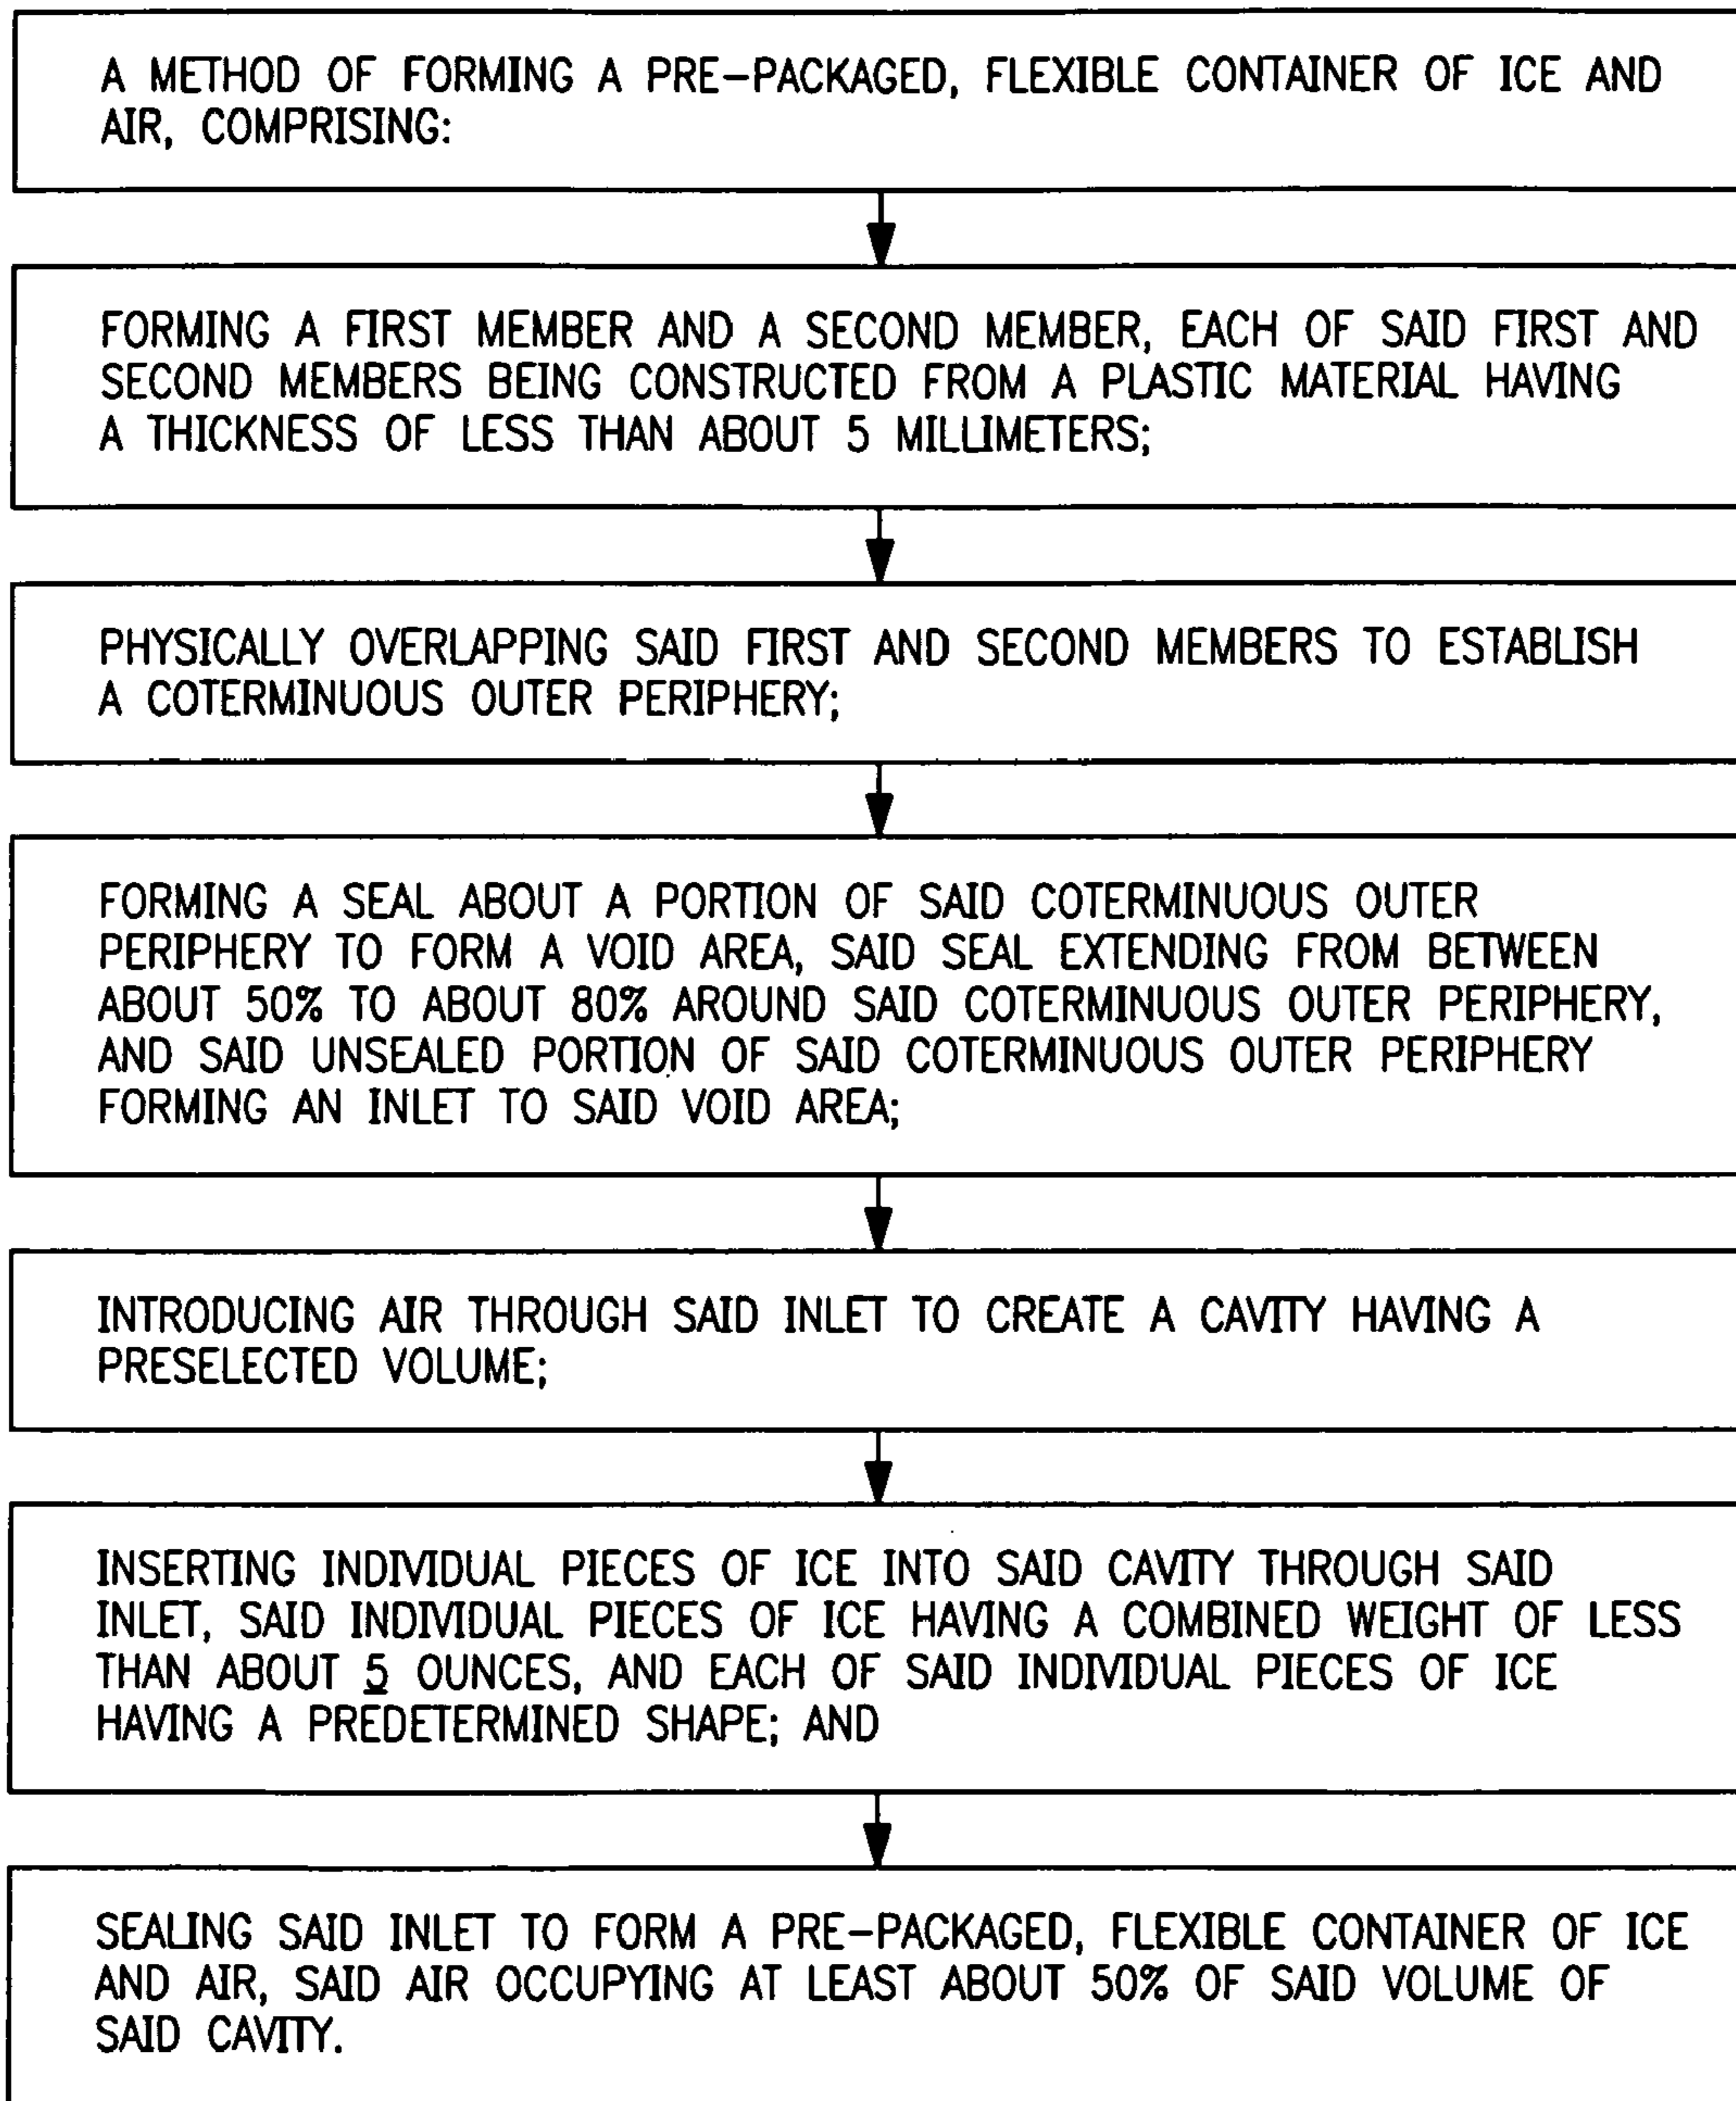 A METHOD OF FORMING A PRE-PACKAGED, FLEXIBLE CONTAINER OF ICE AND
AIR, COMPRISING:
FORMING A FIRST MEMBER AND A SECOND MEMBER, EACH OF SAID FIRST AND
SECOND MEMBERS BEING CONSTRUCTED FROM A PLASTIC MATERIAL HAVING
A THICKNESS OF LESS THAN ABOUT 5 MILLIMETERS;
PHYSICALLY OVERLAPPING SAID FIRST AND SECOND MEMBERS TO ESTABLISH
A COTERMINUOUS OUTER PERIPHERY;
FORMING A SEAL ABOUT A PORTION OF SAID COTERMINUOUS OUTER
PERIPHERY TO FORM A VOID AREA, SAID SEAL EXTENDING FROM BETWEEN
ABOUT 50% TO ABOUT 80% AROUND SAID COTERMINUOUS OUTER PERIPHERY,
AND SAID UNSEALED PORTION OF SAID COTERMINUOUS OUTER PERIPHERY
FORMING AN INLET TO SAID VOID AREA;
INTRODUCING AIR THROUGH SAID INLET TO CREATE A CAVITY HAVING A
PRESELECTED VOLUME;
INSERTING INDIVIDUAL PIECES OF ICE INTO SAID CAVITY THROUGH SAID
INLET, SAID INDIVIDUAL PIECES OF ICE HAVING A COMBINED WEIGHT OF LESS
THAN ABOUT 5 OUNCES, AND EACH OF SAID INDIVIDUAL PIECES OF ICE
HAVING A PREDETERMINED SHAPE; AND
SEALING SAID INLET TO FORM A PRE-PACKAGED, FLEXIBLE CONTAINER OF ICE
AND AIR, SAID AIR OCCUPYING AT LEAST ABOUT 50% OF SAID VOLUME OF
SAID CAVITY.